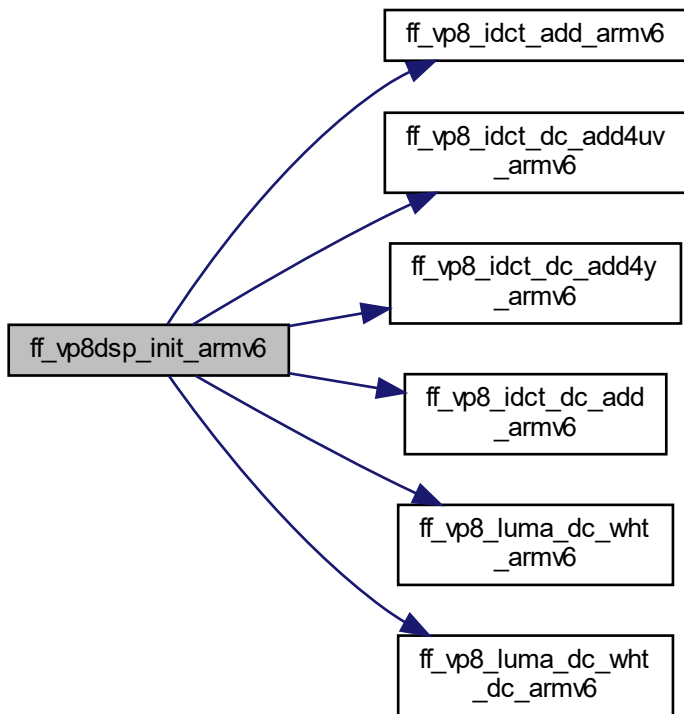 ff_vp8_idct_add_armv6
ff_vp8_idct_dc_add4uv
_armv6
ff_vp8_idct_dc_add4y
_armv6
ff_vp8dsp_init_armv6
ff_vp8_idct_dc_add
_armv6
ff_vp8_luma_dc_wht
_armv6
ff_vp8_luma_dc_wht
_dc_armv6